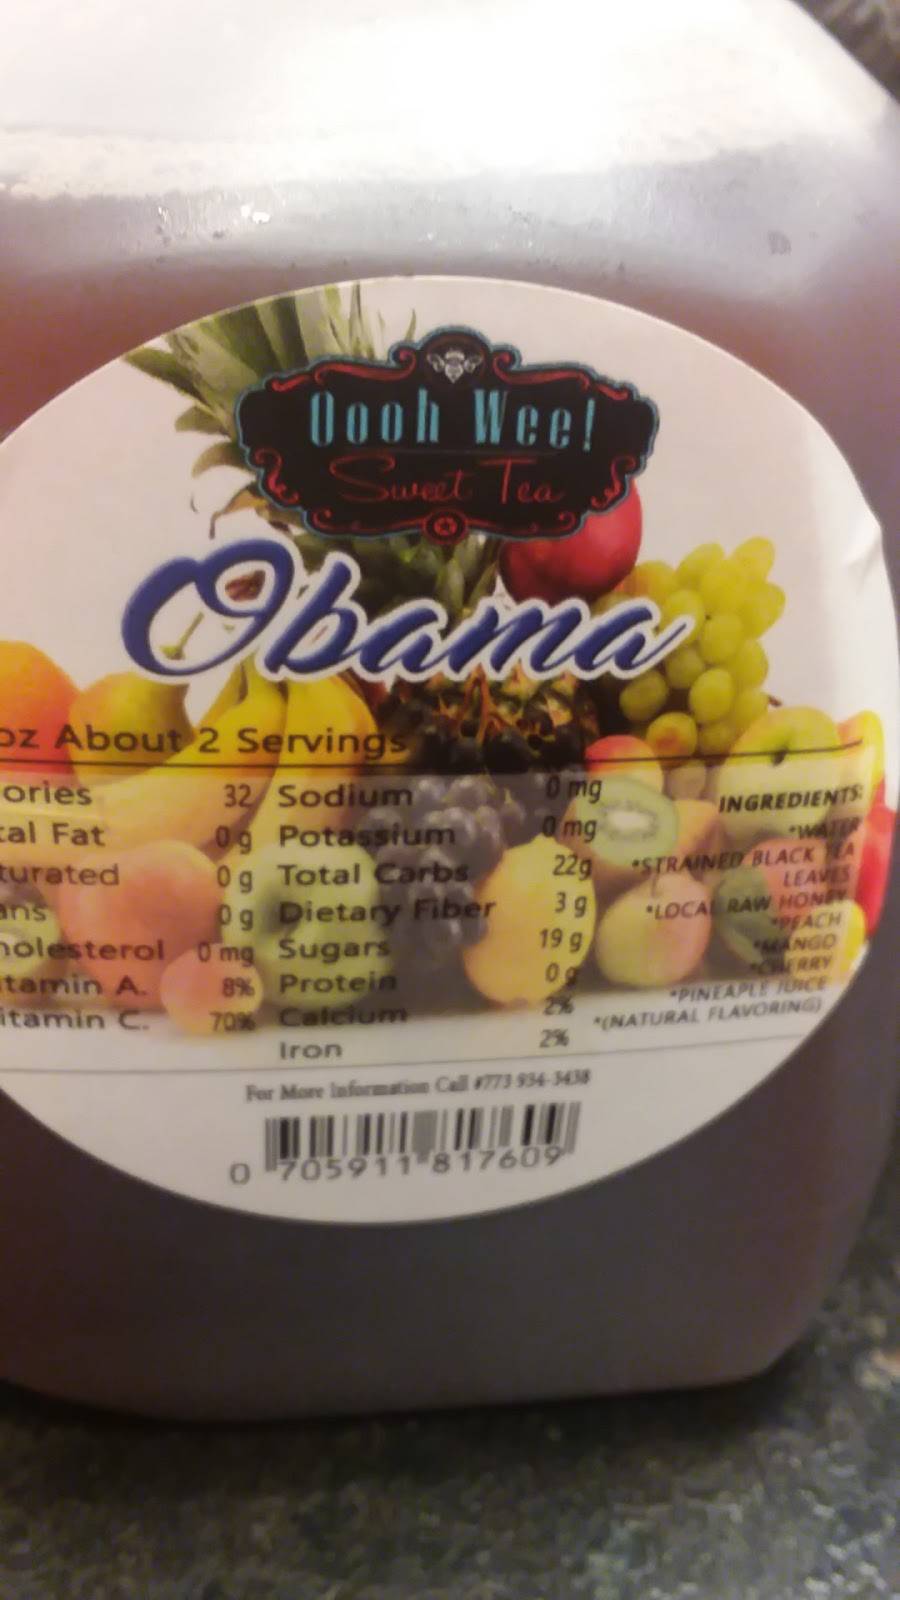 Oooh Wee!
Sweet Tea
Obama
oz About 2 Servings
ories 32 Sodium 0 mg
tal Fat 0 g Potassium 0 mg
turated 0 g Total Carbs 22g
ans 0 g Dietary Fiber 3 g
holesterol 0 mg Sugars 19 g
itamin A. 8% Protein 0 g
itamin C. 70% Calcium 2%
Iron 2%
INGREDIENTS:
*WATER
*STRAINED BLACK TEA
LEAVES
*LOCAL RAW HONEY
*PEACH
*MANGO
*CHERRY
*PINEAPLE JUICE
*(NATURAL FLAVORING)
For More Information Call #773 934-3438
0 705911 817609